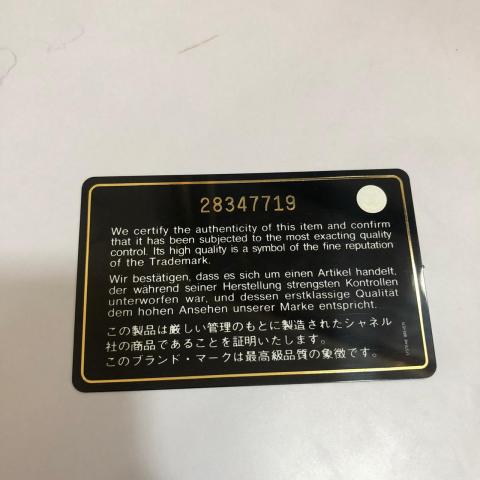 28347719
We certify the authenticity of this item and confirm
that it has been subjected to the most exacting quality
control. Its high quality is a symbol of the fine reputation
of the Trademark.
Wir bestätigen, dass es sich um einen Artikel handelt,
der während seiner Herstellung strengsten Kontrollen
unterworfen war, und dessen erstklassige Qualität
dem hohen Ansehen unserer Marke entspricht.
この製品は厳しい管理のもとに製造されたシャネル
社の商品であることを証明いたします。
このブランド・マークは最高級品質の象徴です。